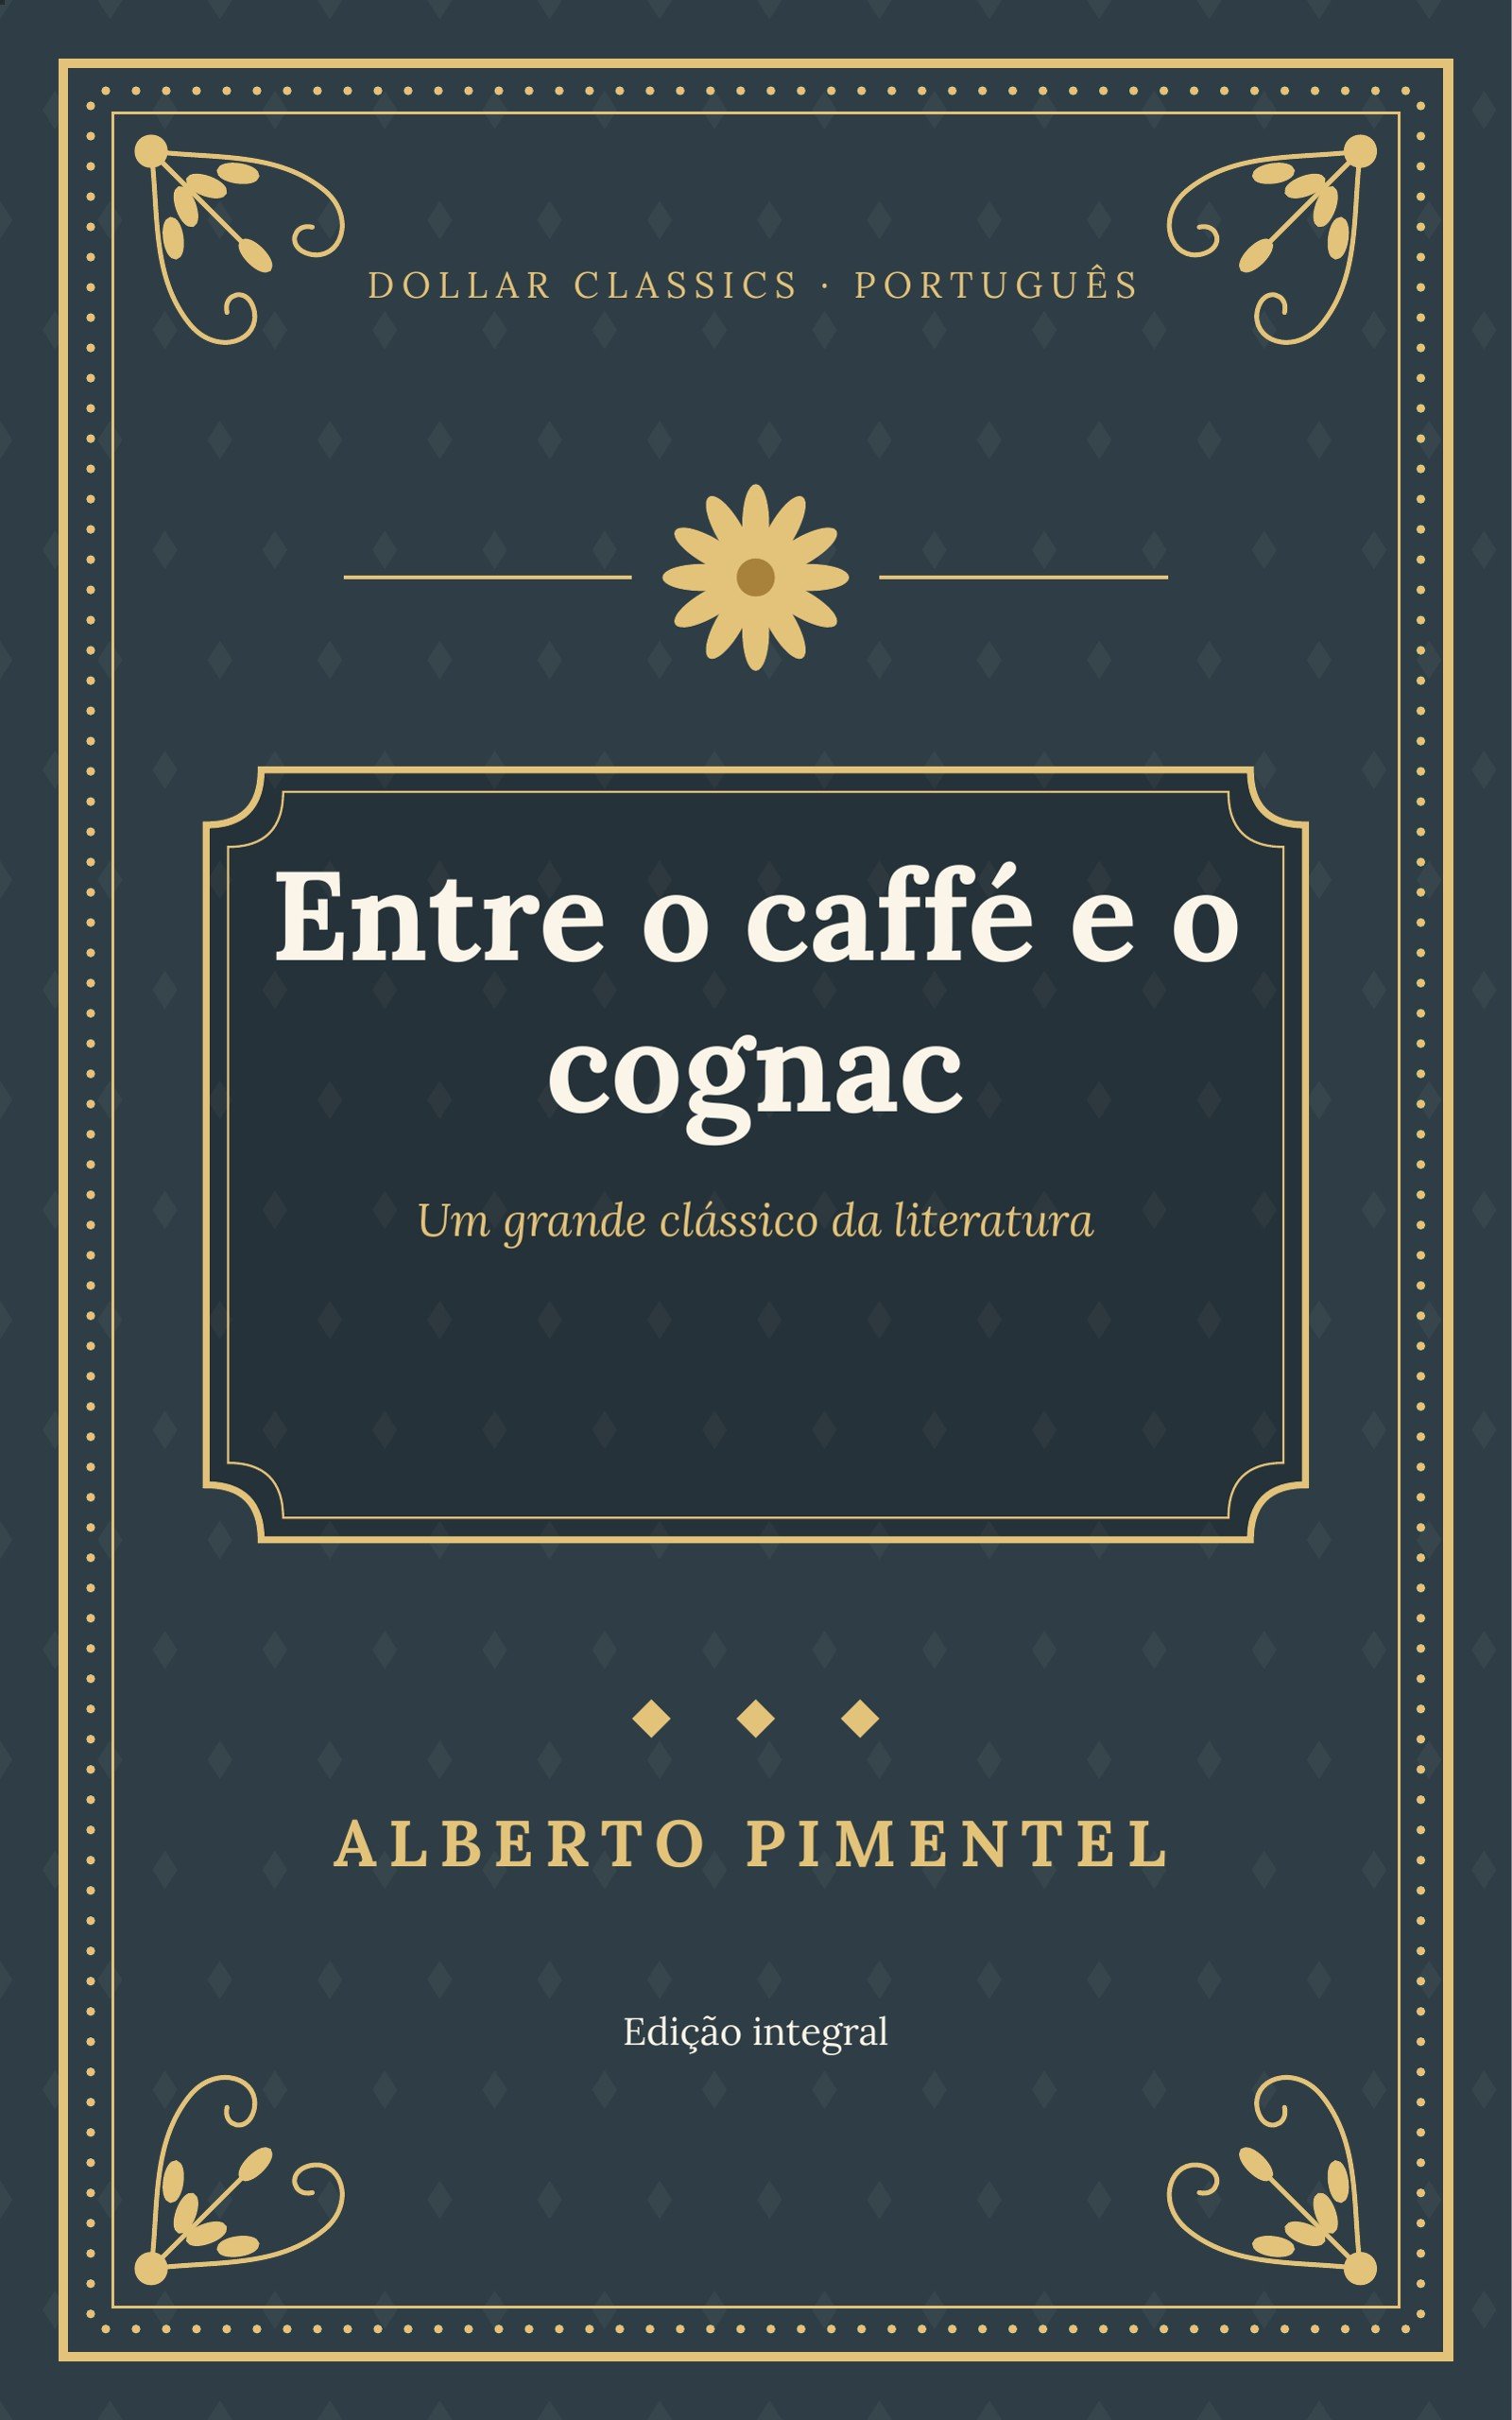 DOLLAR CLASSICS · PORTUGUÊS
Entre o caffé e o
cognac
Um grande clássico da literatura
ALBERTO PIMENTEL
Edição integral